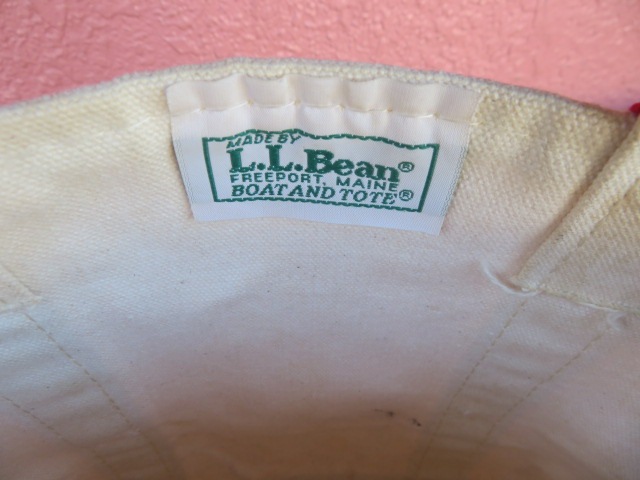 MADE BY
L.L.Bean®
FREEPORT, MAINE
BOAT AND TOTE®